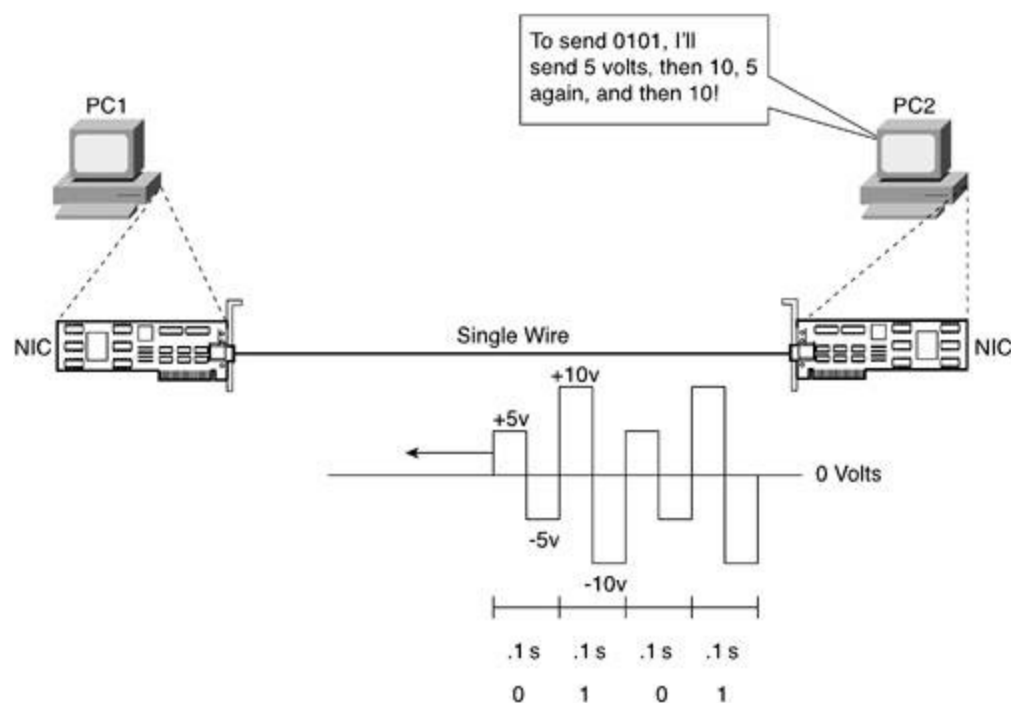 To send 0101, I'll
send 5 volts, then 10, 5
again, and then 10!
PC1
PC2
NIC
Single Wire
NIC
+10v
+5v
0 Volts
-5v
-10v
.1 s .1 s .1 s .1 s
0 1 0 1